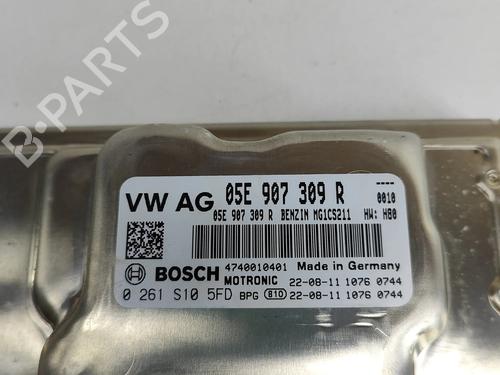 B-PARTS
VW AG 05E 907 309 R ----
0010
05E 907 309 R BENZIN MG1CS211 HW: H80
BOSCH 4740010401 Made in Germany
MOTRONIC 22-08-11 1076 0744
0 261 S10 5FD BPG 810 22-08-11 1076 0744